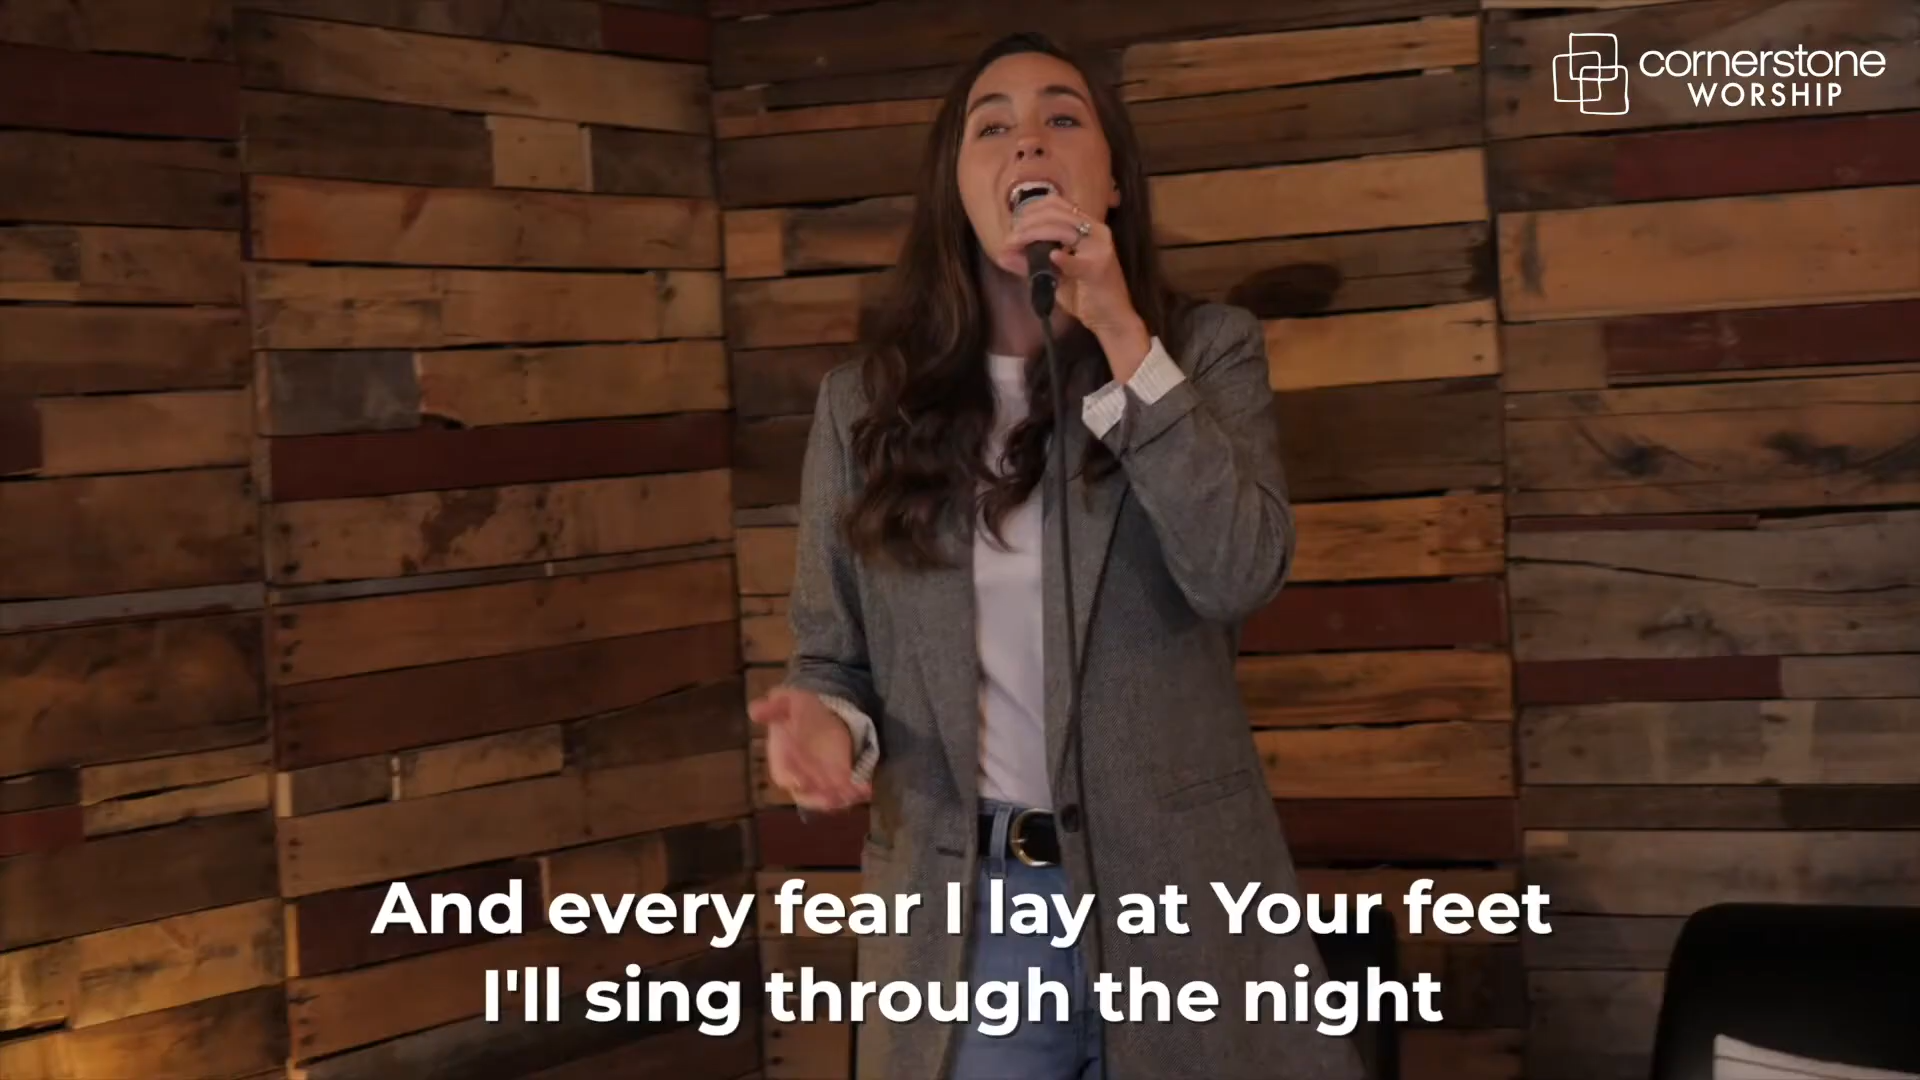 cornerstone
WORSHIP
And every fear I lay at Your feet
I'll sing through the night